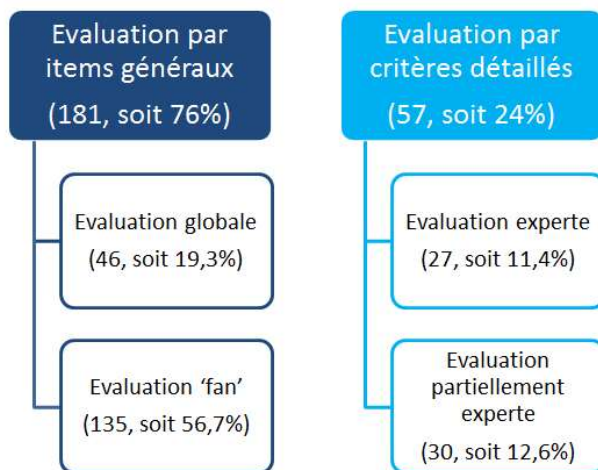 Evaluation par
items généraux
(181, soit 76%)
Evaluation globale
(46, soit 19,3%)
Evaluation ‘fan’
(135, soit 56,7%)
Evaluation par
critères détaillés
(57, soit 24%)
Evaluation experte
(27, soit 11,4%)
Evaluation
partiellement
experte
(30, soit 12,6%)